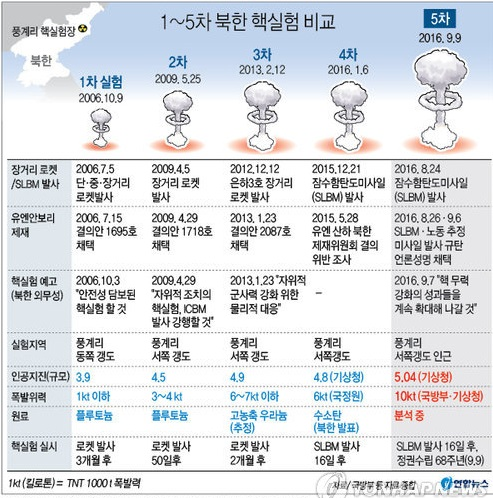 풍계리 핵실험장
북한
1~5차 북한 핵실험 비교
1차 실험
2006.10.9
2차
2009.5.25
3차
2013.2.12
4차
2016.1.6
5차
2016.9.9
장거리 로켓
/SLBM 발사
2006.7.5
단·중·장거리
로켓발사
2009.4.5
장거리 로켓
발사
2012.12.12
은하3호 장거리
로켓 발사
2015.12.21
잠수함탄도미사일
(SLBM) 발사
2016.8.24
잠수함탄도미사일
(SLBM) 발사
유엔안보리
제재
2006.7.15
결의안 1695호
채택
2009.4.29
결의안 1718호
채택
2013.1.23
결의안 2087호
채택
2015.5.28
유엔 산하 북한
제재위원회 결의
위반 조사
2016.8.26·9.6
SLBM·노동 추정
미사일 발사 규탄
언론성명 채택
핵실험 예고
(북한 외무성)
2006.10.3
"안전성 담보된
핵실험 할 것"
2009.4.29
"자위적 조치의
핵실험, ICBM
발사 강행할 것"
2013.1.23 "자위적
군사력 강화 위한
물리적 대응"
-
2016.9.7 "핵 무력
강화의 성과들을
계속 확대해 나갈 것"
실험지역
풍계리
동쪽 갱도
풍계리
서쪽 갱도
풍계리
서쪽 갱도
풍계리
서쪽갱도
풍계리
서쪽갱도 인근
인공지진(규모)
3.9
4.5
4.9
4.8 (기상청)
5.04 (기상청)
폭발위력
1kt 이하
3~4kt
6~7kt 이하
6kt(국정원)
10kt(국방부·기상청)
원료
플루토늄
플루토늄
고농축 우라늄
(추정)
수소탄
(북한 발표)
분석 중
핵실험 실시
로켓 발사
3개월 후
로켓 발사
50일후
로켓 발사
2개월 후
SLBM 발사
16일 후
SLBM 발사 16일 후,
정권수립 68주년(9.9)
1kt (킬로톤) = TNT 1000t 폭발력
자료/국방부 등 자료 종합
연합뉴스
YONHAPNEWS